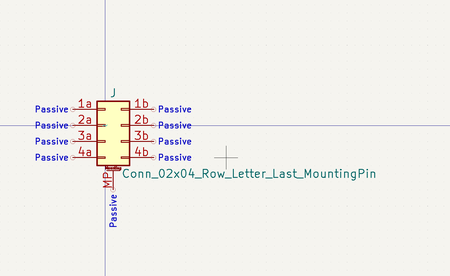 J
Passive 1a 1b Passive
Passive 2a 2b Passive
Passive 3a 3b Passive
Passive 4a 4b Passive
Conn_02x04_Row_Letter_Last_MountingPin
MP
Passive